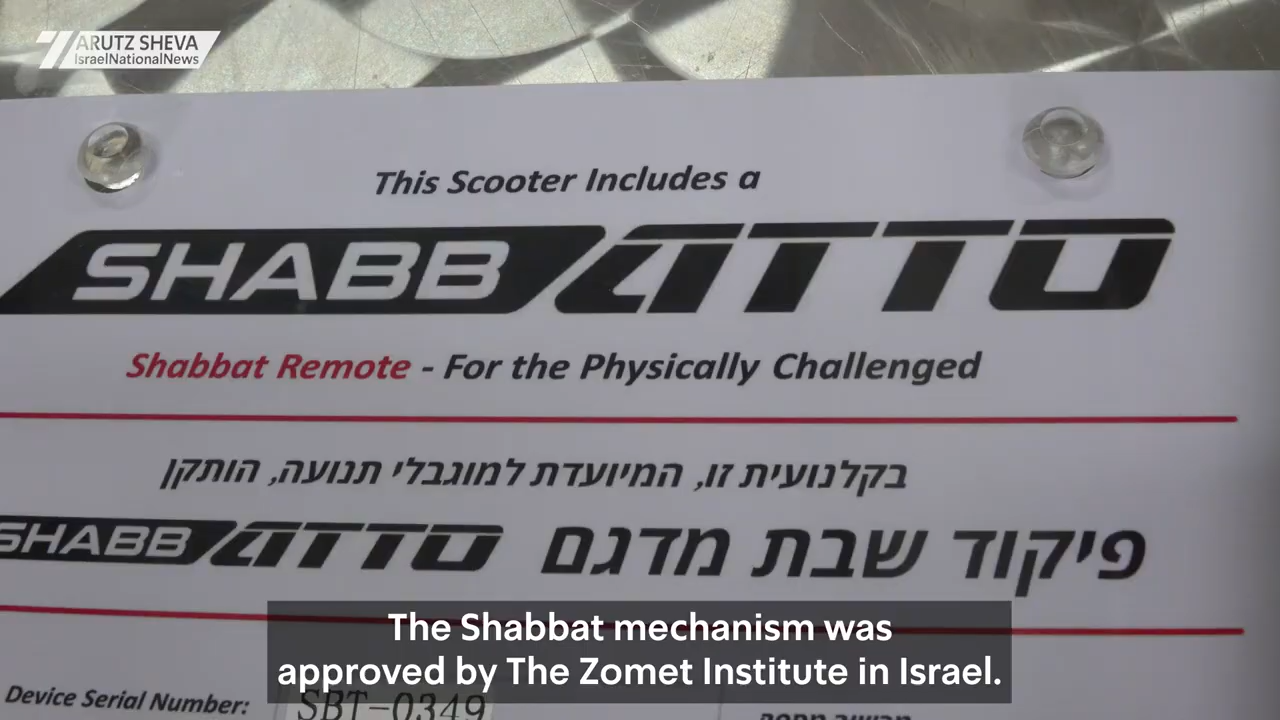 ARUTZ SHEVA
IsraelNationalNews
This Scooter Includes a
SHABBATTO
Shabbat Remote - For the Physically Challenged
בקלנועית זו, המיועדת למוגבלי תנועה, הותקן
פיקוד שבת מדגם SHABBATTO
The Shabbat mechanism was
approved by The Zomet Institute in Israel.
Device Serial Number: SBT-0349